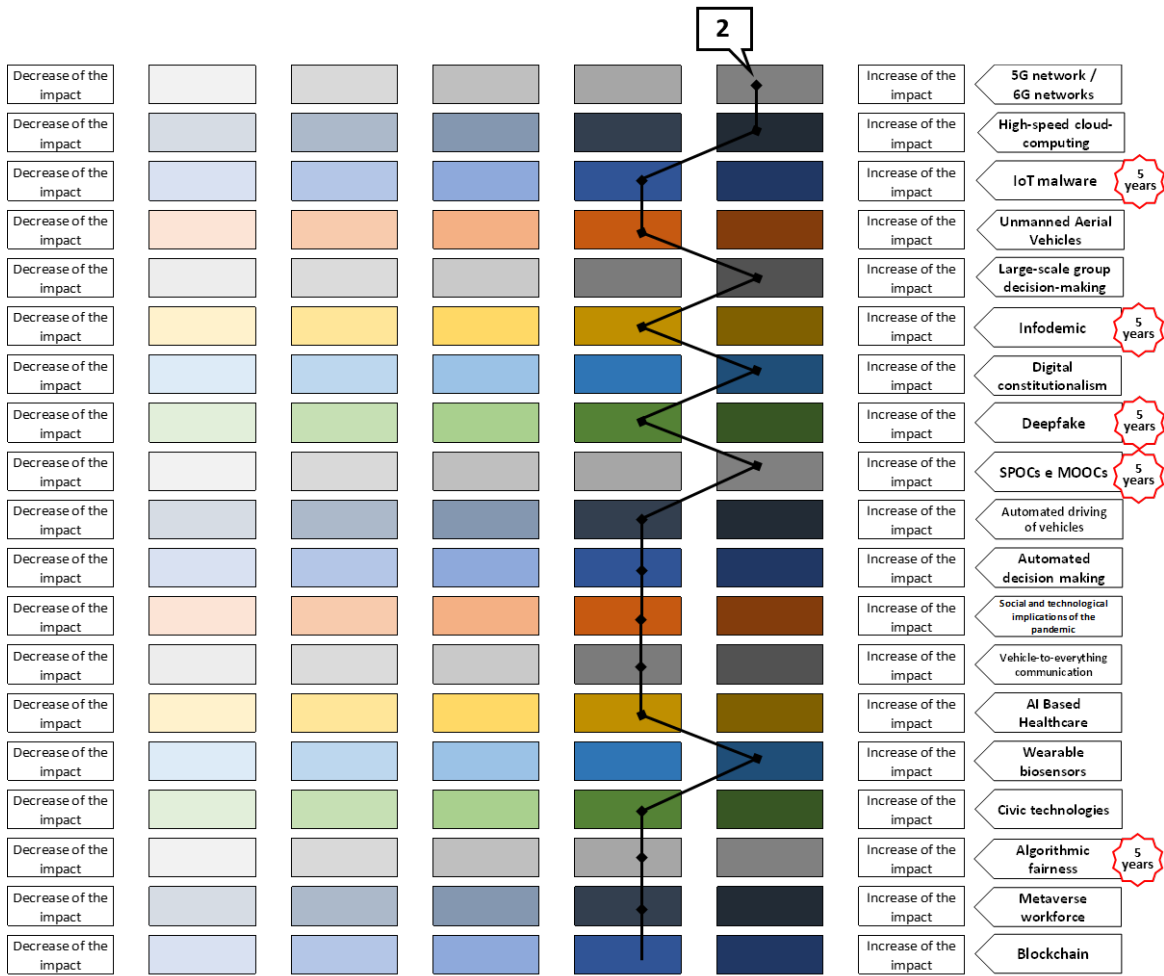 2
Decrease of the
impact
Increase of the
impact
5G network /
6G networks
Decrease of the
impact
Increase of the
impact
High-speed cloud-
computing
Decrease of the
impact
Increase of the
impact
IoT malware
5
years
Decrease of the
impact
Increase of the
impact
Unmanned Aerial
Vehicles
Decrease of the
impact
Increase of the
impact
Large-scale group
decision-making
Decrease of the
impact
Increase of the
impact
Infodemic
5
years
Decrease of the
impact
Increase of the
impact
Digital
constitutionalism
Decrease of the
impact
Increase of the
impact
Deepfake
5
years
Decrease of the
impact
Increase of the
impact
SPOCs e MOOCs
5
years
Decrease of the
impact
Increase of the
impact
Automated driving
of vehicles
Decrease of the
impact
Increase of the
impact
Automated
decision making
Decrease of the
impact
Increase of the
impact
Social and technological
implications of the
pandemic
Decrease of the
impact
Increase of the
impact
Vehicle-to-everything
communication
Decrease of the
impact
Increase of the
impact
AI Based
Healthcare
Decrease of the
impact
Increase of the
impact
Wearable
biosensors
Decrease of the
impact
Increase of the
impact
Civic technologies
Decrease of the
impact
Increase of the
impact
Algorithmic
fairness
5
years
Decrease of the
impact
Increase of the
impact
Metaverse
workforce
Decrease of the
impact
Increase of the
impact
Blockchain